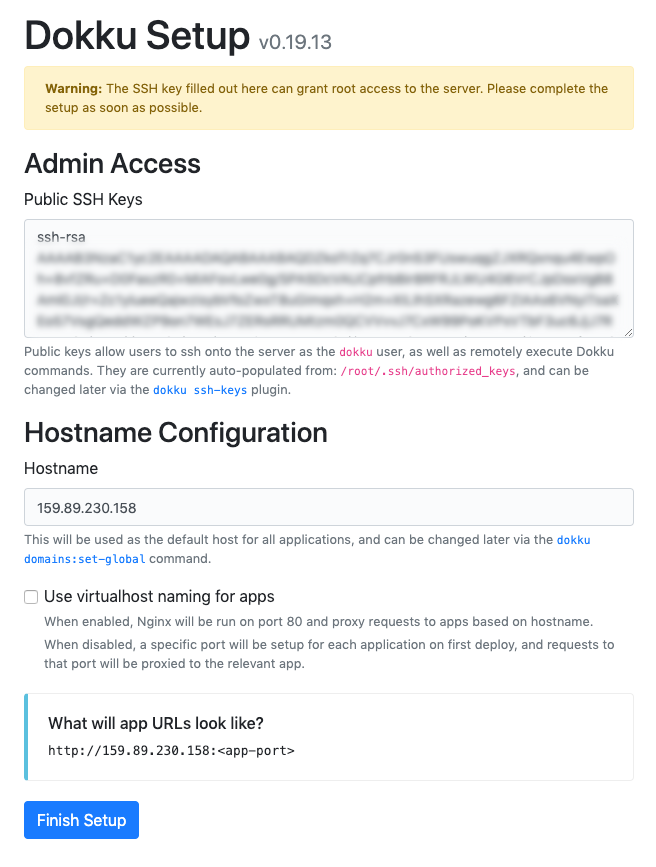 Dokku Setup v0.19.13
Warning: The SSH key filled out here can grant root access to the server. Please complete the
setup as soon as possible.
Admin Access
Public SSH Keys
ssh-rsa
Public keys allow users to ssh onto the server as the dokku user, as well as remotely execute Dokku
commands. They are currently auto-populated from: /root/.ssh/authorized_keys, and can be
changed later via the dokku ssh-keys plugin.
Hostname Configuration
Hostname
159.89.230.158
This will be used as the default host for all applications, and can be changed later via the dokku
domains:set-global command.
Use virtualhost naming for apps
When enabled, Nginx will be run on port 80 and proxy requests to apps based on hostname.
When disabled, a specific port will be setup for each application on first deploy, and requests to
that port will be proxied to the relevant app.
What will app URLs look like?
http://159.89.230.158:<app-port>
Finish Setup